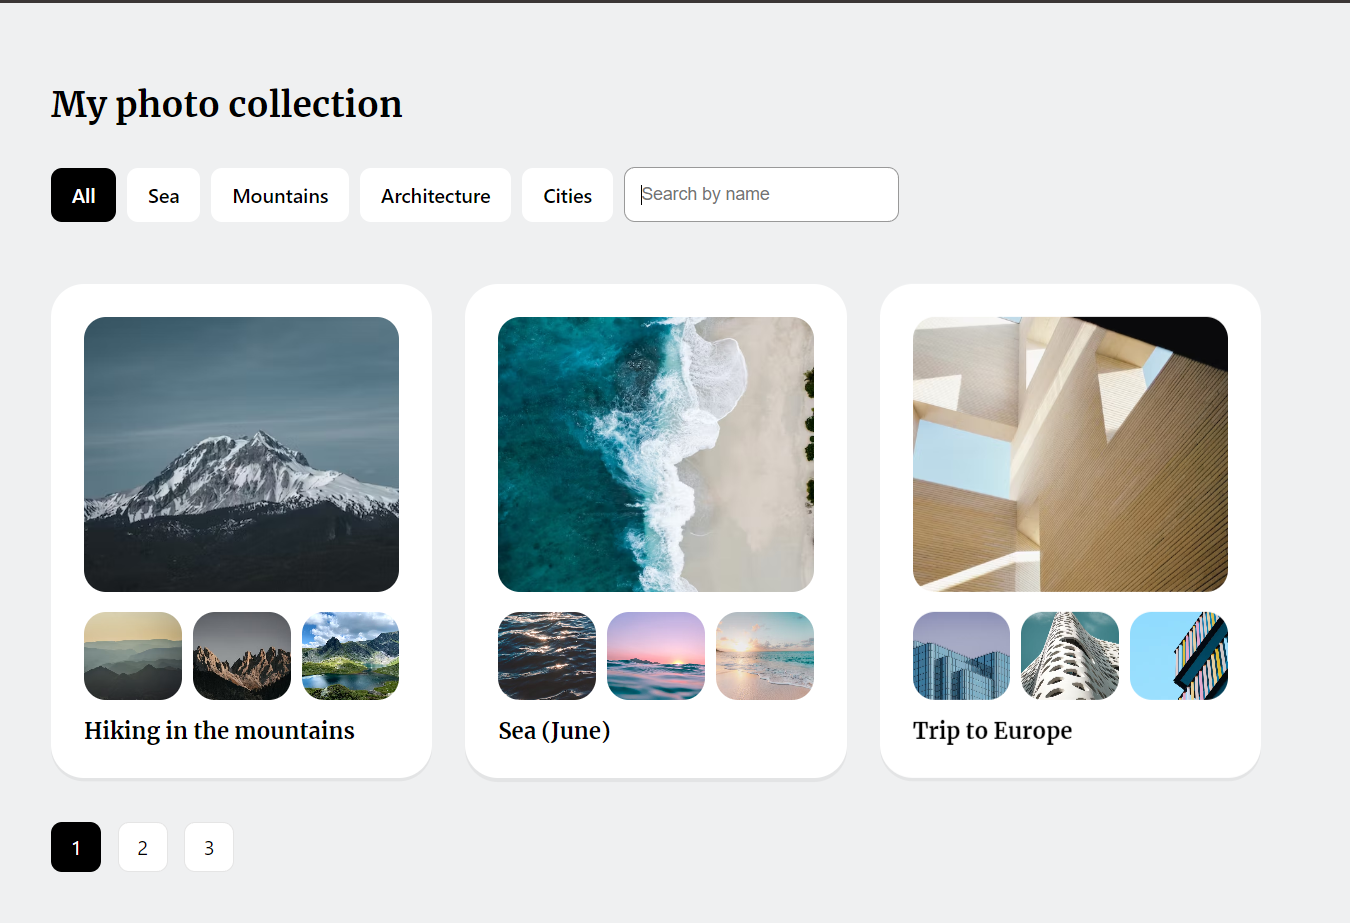 My photo collection
All Sea Mountains Architecture Cities Search by name
Hiking in the mountains
Sea (June)
Trip to Europe
1 2 3